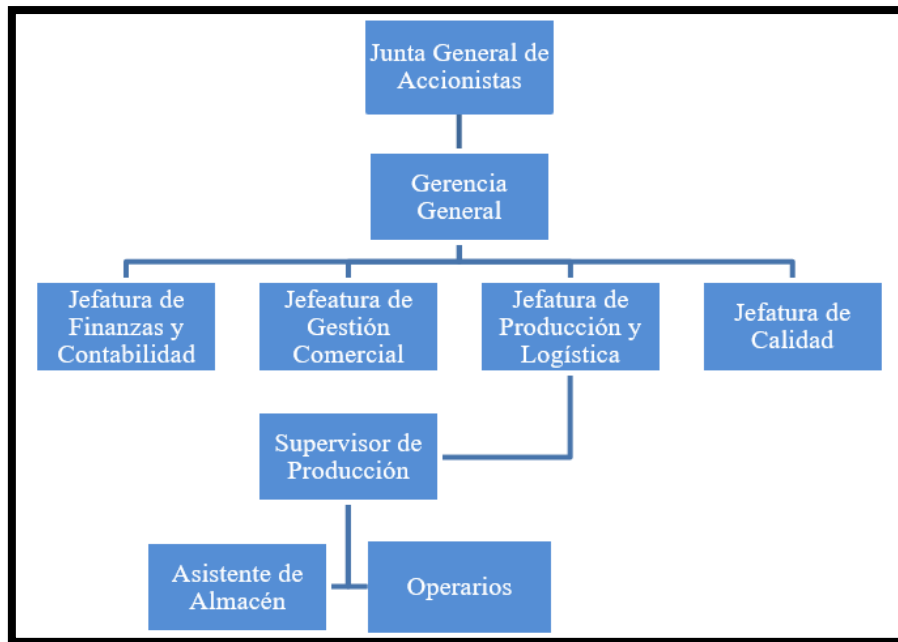 Junta General de
Accionistas
Gerencia
General
Jefatura de
Finanzas y
Contabilidad
Jefeatura de
Gestión
Comercial
Jefatura de
Producción y
Logística
Jefatura de
Calidad
Supervisor de
Producción
Asistente de
Almacén
Operarios